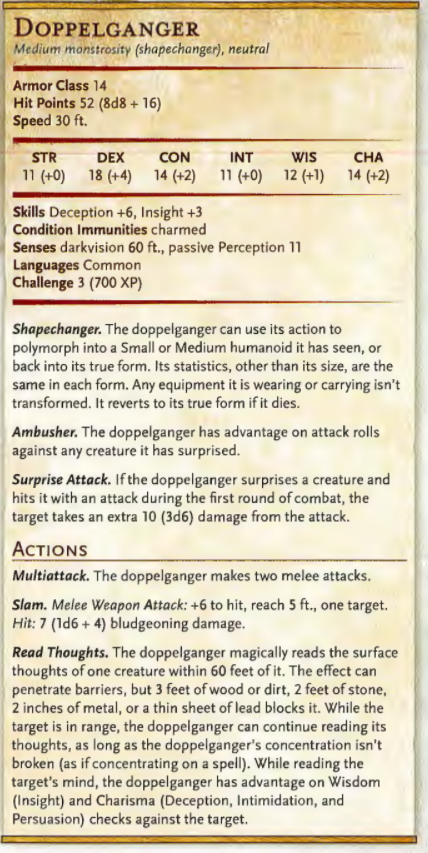 DOPPELGANGER
Medium monstrosity (shapechanger), neutral
Armor Class 14
Hit Points 52 (8d8 + 16)
Speed 30 ft.
STR DEX CON INT WIS CHA
11 (+0) 18 (+4) 14 (+2) 11 (+0) 12 (+1) 14 (+2)
Skills Deception +6, Insight +3
Condition Immunities charmed
Senses darkvision 60 ft., passive Perception 11
Languages Common
Challenge 3 (700 XP)
Shapechanger. The doppelganger can use its action to
polymorph into a Small or Medium humanoid it has seen, or
back into its true form. Its statistics, other than its size, are the
same in each form. Any equipment it is wearing or carrying isn't
transformed. It reverts to its true form if it dies.
Ambusher. The doppelganger has advantage on attack rolls
against any creature it has surprised.
Surprise Attack. If the doppelganger surprises a creature and
hits it with an attack during the first round of combat, the
target takes an extra 10 (3d6) damage from the attack.
ACTIONS
Multiattack. The doppelganger makes two melee attacks.
Slam. Melee Weapon Attack: +6 to hit, reach 5 ft., one target.
Hit: 7 (1d6 + 4) bludgeoning damage.
Read Thoughts. The doppelganger magically reads the surface
thoughts of one creature within 60 feet of it. The effect can
penetrate barriers, but 3 feet of wood or dirt, 2 feet of stone,
2 inches of metal, or a thin sheet of lead blocks it. While the
target is in range, the doppelganger can continue reading its
thoughts, as long as the doppelganger's concentration isn't
broken (as if concentrating on a spell). While reading the
target's mind, the doppelganger has advantage on Wisdom
(Insight) and Charisma (Deception, Intimidation, and
Persuasion) checks against the target.